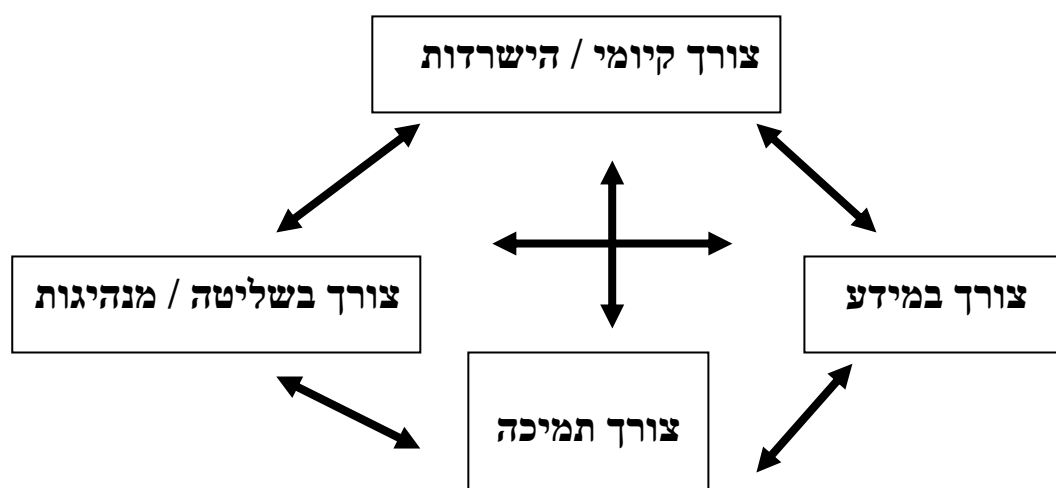 צורך קיומי / הישרדות
צורך במידע
צורך בשליטה / מנהיגות
צורך תמיכה